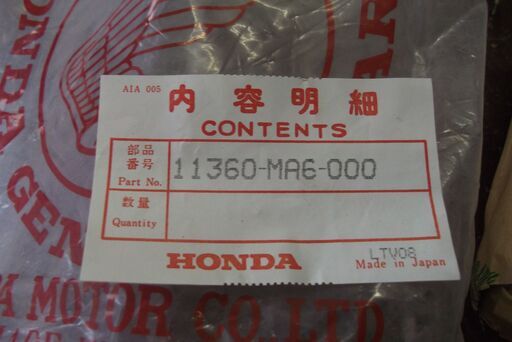 AIA 005
内容明細
CONTENTS
部品
番号
Part No.
11360-MA6-000
数量
Quantity
HONDA
LTV08
Made in Japan
GEN
MOTOR CO., LTD